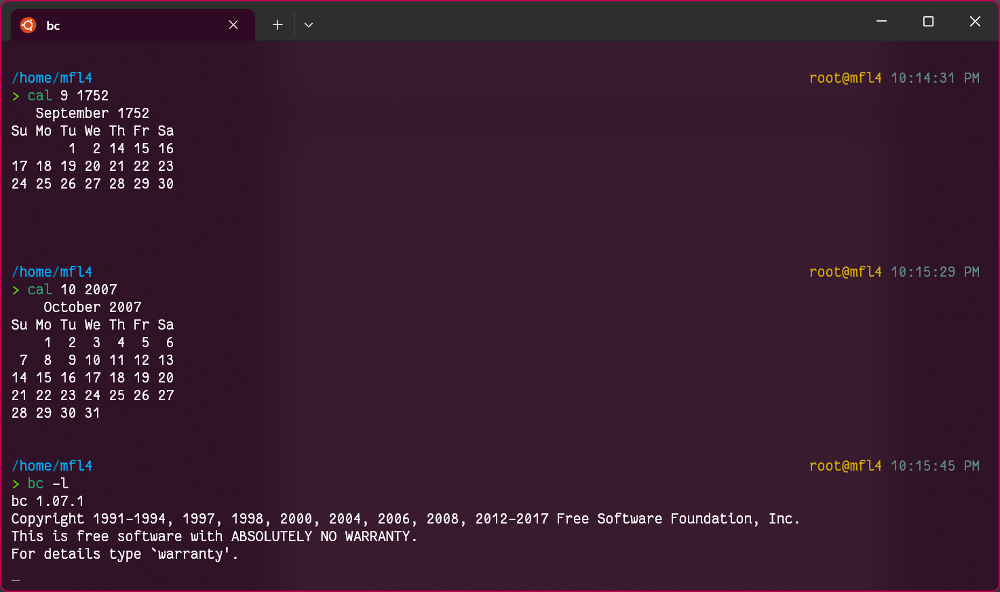 bc
/home/mfl4 root@mfl4 10:14:31 PM
> cal 9 1752
   September 1752
Su Mo Tu We Th Fr Sa
       1  2 14 15 16
17 18 19 20 21 22 23
24 25 26 27 28 29 30
/home/mfl4 root@mfl4 10:15:29 PM
> cal 10 2007
    October 2007
Su Mo Tu We Th Fr Sa
    1  2  3  4  5  6
 7  8  9 10 11 12 13
14 15 16 17 18 19 20
21 22 23 24 25 26 27
28 29 30 31
/home/mfl4 root@mfl4 10:15:45 PM
> bc -l
bc 1.07.1
Copyright 1991-1994, 1997, 1998, 2000, 2004, 2006, 2008, 2012-2017 Free Software Foundation, Inc.
This is free software with ABSOLUTELY NO WARRANTY.
For details type `warranty'.
_